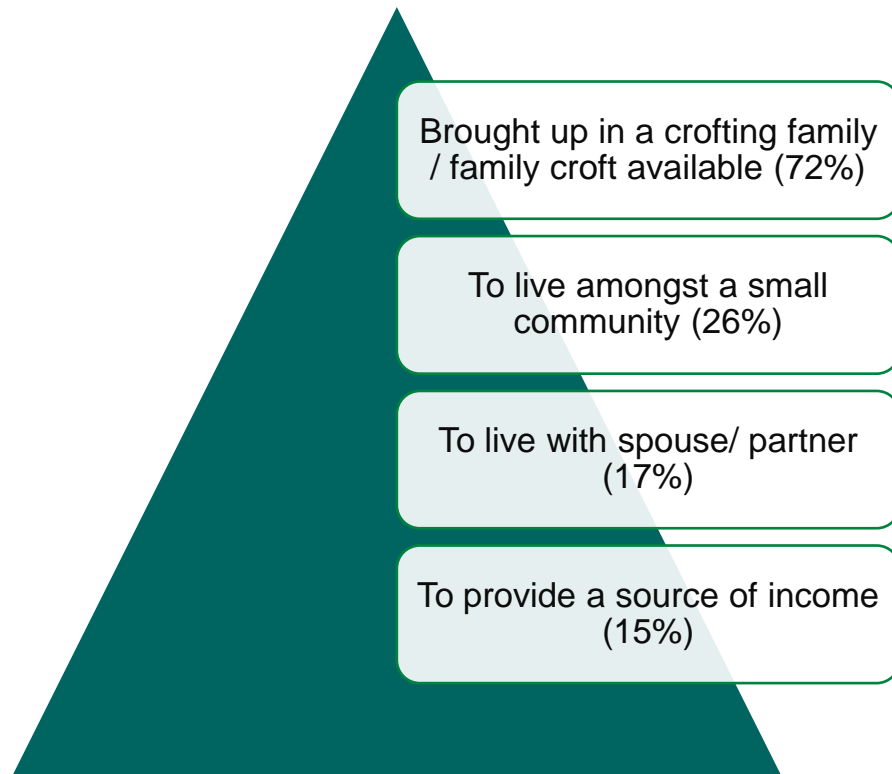 Brought up in a crofting family
/ family croft available (72%)
To live amongst a small
community (26%)
To live with spouse/ partner
(17%)
To provide a source of income
(15%)